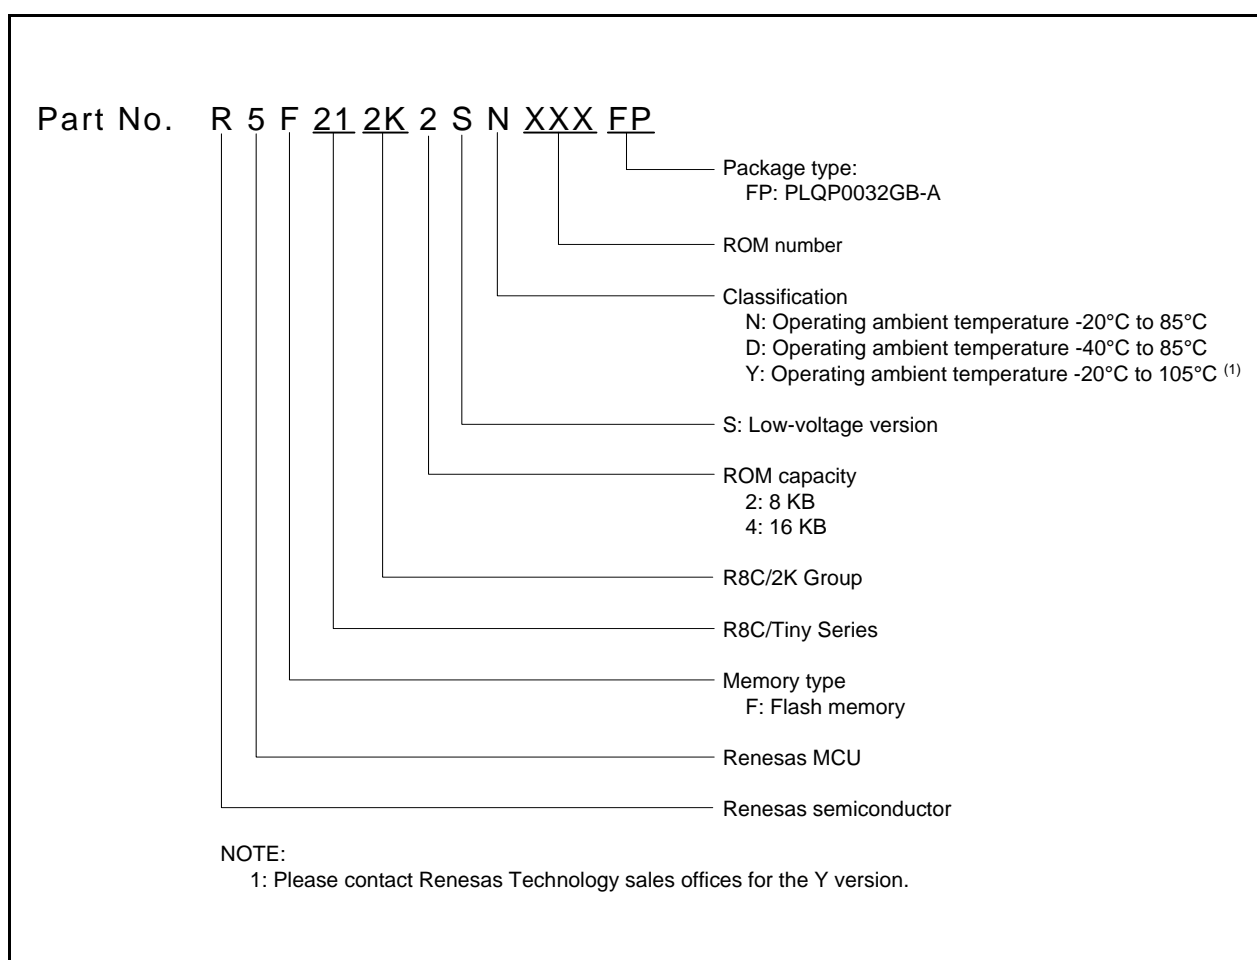 Part No. R 5 F 21 2K 2 S N XXX FP
Package type:
FP: PLQP0032GB-A
ROM number
Classification
N: Operating ambient temperature -20°C to 85°C
D: Operating ambient temperature -40°C to 85°C
Y: Operating ambient temperature -20°C to 105°C (1)
S: Low-voltage version
ROM capacity
2: 8 KB
4: 16 KB
R8C/2K Group
R8C/Tiny Series
Memory type
F: Flash memory
Renesas MCU
Renesas semiconductor
NOTE:
1: Please contact Renesas Technology sales offices for the Y version.